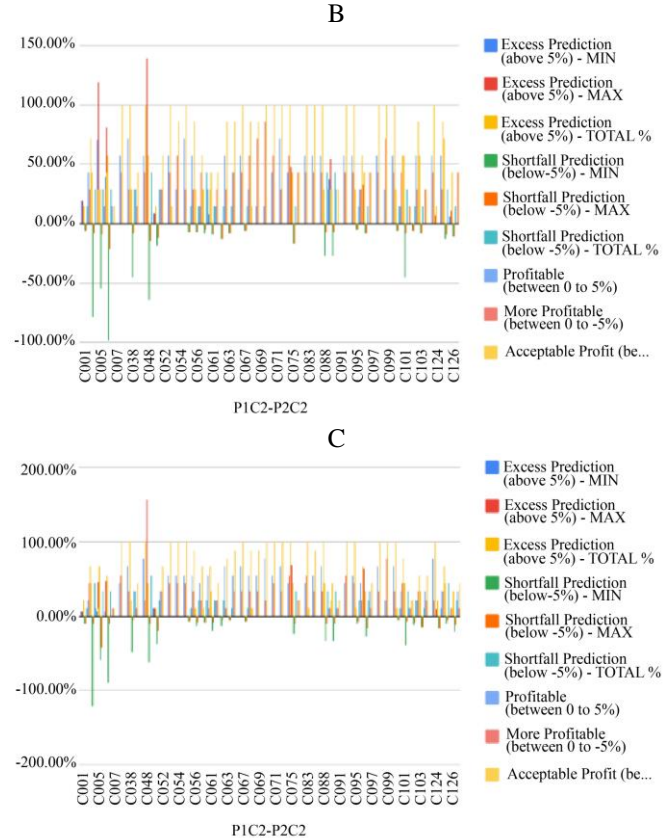 B
150.00%
100.00%
50.00%
0.00%
-50.00%
-100.00%
C001
C005
C007
C038
C048
C052
C054
C056
C061
C063
C067
C069
C071
C075
C083
C088
C091
C095
C097
C099
C101
C103
C124
C126
P1C2-P2C2
Excess Prediction
(above 5%) - MIN
Excess Prediction
(above 5%) - MAX
Excess Prediction
(above 5%) - TOTAL %
Shortfall Prediction
(below-5%) - MIN
Shortfall Prediction
(below -5%) - MAX
Shortfall Prediction
(below -5%) - TOTAL %
Profitable
(between 0 to 5%)
More Profitable
(between 0 to -5%)
Acceptable Profit (be...
C
200.00%
100.00%
0.00%
-100.00%
-200.00%
C001
C005
C007
C038
C048
C052
C054
C056
C061
C063
C067
C069
C071
C075
C083
C088
C091
C095
C097
C099
C101
C103
C124
C126
P1C2-P2C2
Excess Prediction
(above 5%) - MIN
Excess Prediction
(above 5%) - MAX
Excess Prediction
(above 5%) - TOTAL %
Shortfall Prediction
(below-5%) - MIN
Shortfall Prediction
(below -5%) - MAX
Shortfall Prediction
(below -5%) - TOTAL %
Profitable
(between 0 to 5%)
More Profitable
(between 0 to -5%)
Acceptable Profit (be...